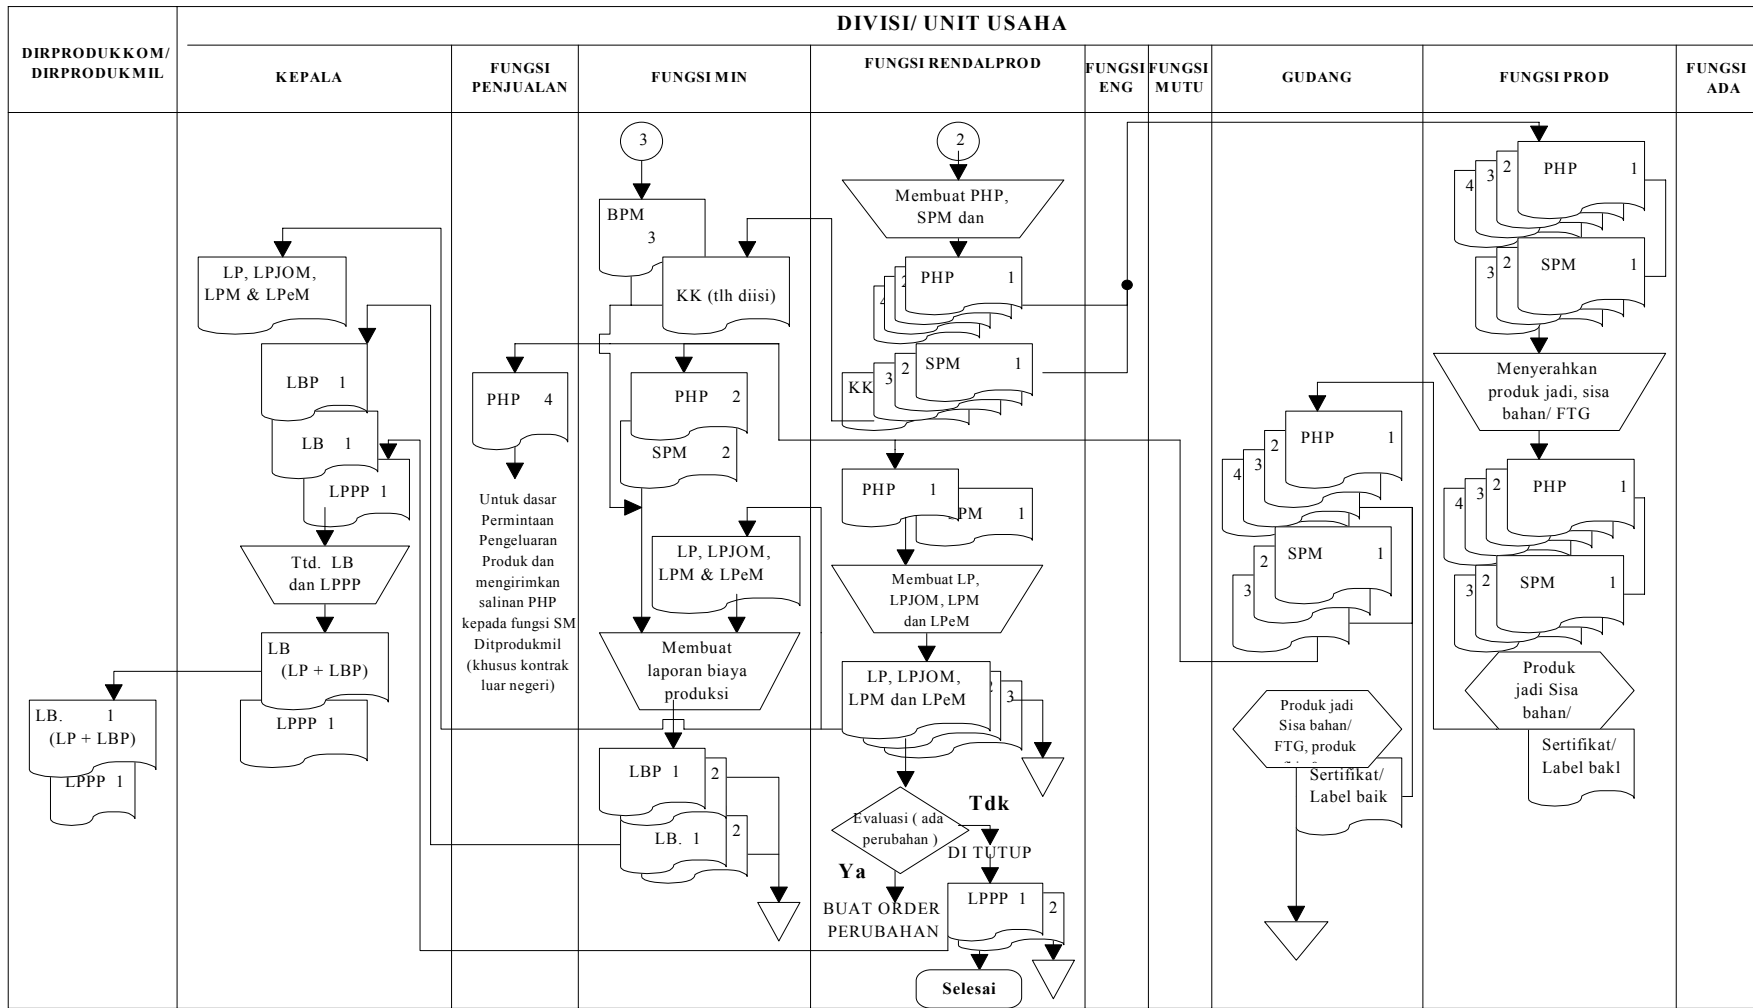 DIVISI/ UNIT USAHA
DIRPRODUKKOM/
DIRPRODUKMIL
KEPALA
FUNGSI
PENJUALAN
FUNGSI MIN
FUNGSI RENDALPROD
FUNGSI
ENG
FUNGSI
MUTU
GUDANG
FUNGSI PROD
FUNGSI
ADA
LB. 1
(LP + LBP)
LPPP 1
LP, LPJOM,
LPM & LPeM
LBP 1
LB 1
LPPP 1
Ttd. LB
dan LPPP
LB
(LP + LBP)
LPPP 1
PHP 4
Untuk dasar
Permintaan
Pengeluaran
Produk dan
mengirimkan
salinan PHP
kepada fungsi SM
Ditprodukmil
(khusus kontrak
luar negeri)
3
BPM
3
KK (tlh diisi)
PHP 2
SPM 2
LP, LPJOM,
LPM & LPeM
Membuat
laporan biaya
produksi
LBP 1
2
LB. 1
2
2
Membuat PHP,
SPM dan
PHP 1
SPM 1
2
3
KK
PHP 1
SPM 1
Membuat LP,
LPJOM, LPM
dan LPeM
LP, LPJOM,
LPM dan LPeM
2
3
Evaluasi ( ada
perubahan )
Tdk
DI TUTUP
Ya
BUAT ORDER
PERUBAHAN
LPPP 1
2
Selesai
PHP 1
2
3
4
SPM 1
2
3
Produk jadi
Sisa bahan/
FTG, produk
Sertifikat/
Label baik
PHP 1
2
3
4
SPM 1
2
3
Menyerahkan
produk jadi, sisa
bahan/ FTG
PHP 1
2
3
4
SPM 1
2
3
Produk
jadi Sisa
bahan/
Sertifikat/
Label bakl